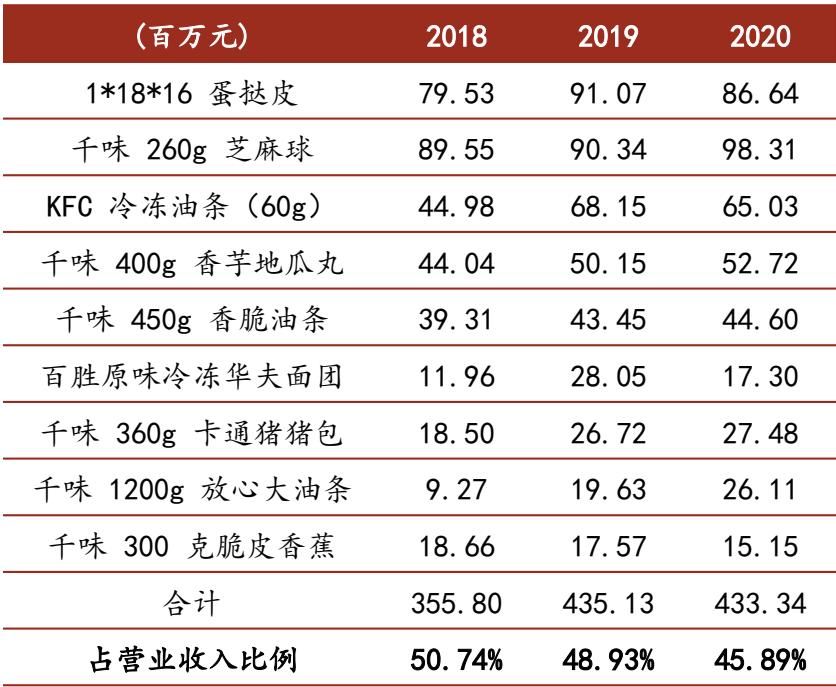 (百万元) 2018 2019 2020
1*18*16 蛋挞皮 79.53 91.07 86.64
千味 260g 芝麻球 89.55 90.34 98.31
KFC 冷冻油条（60g） 44.98 68.15 65.03
千味 400g 香芋地瓜丸 44.04 50.15 52.72
千味 450g 香脆油条 39.31 43.45 44.60
百胜原味冷冻华夫面团 11.96 28.05 17.30
千味 360g 卡通猪猪包 18.50 26.72 27.48
千味 1200g 放心大油条 9.27 19.63 26.11
千味 300 克脆皮香蕉 18.66 17.57 15.15
合计 355.80 435.13 433.34
占营业收入比例 50.74% 48.93% 45.89%